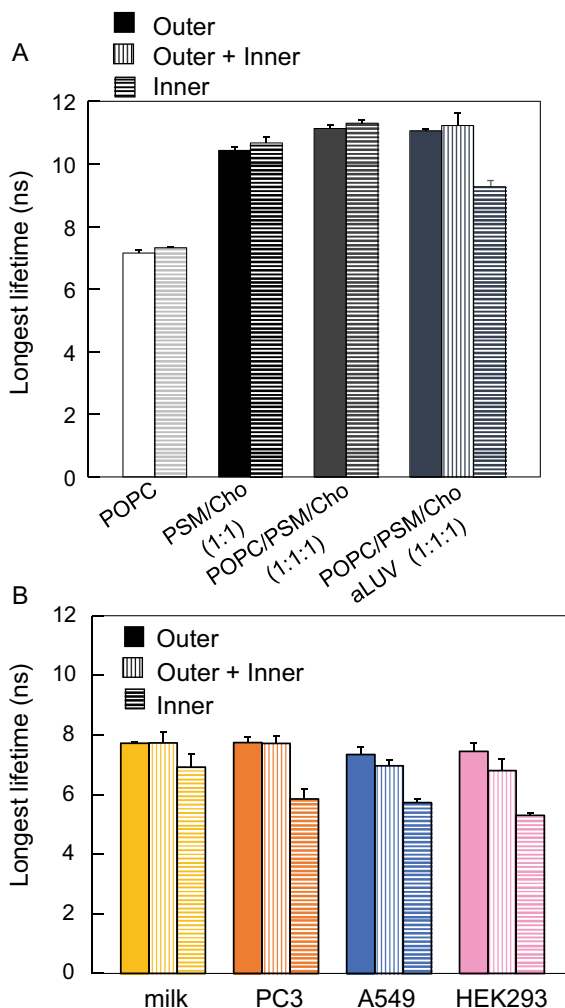 A
Outer
Outer + Inner
Inner
Longest lifetime (ns)
12
10
8
6
4
2
0
POPC
PSM/Cho
(1:1)
POPC/PSM/Cho
(1:1:1)
POPC/PSM/Cho
aLUV (1:1:1)
B
Outer
Outer + Inner
Inner
Longest lifetime (ns)
12
10
8
6
4
2
0
milk PC3 A549 HEK293